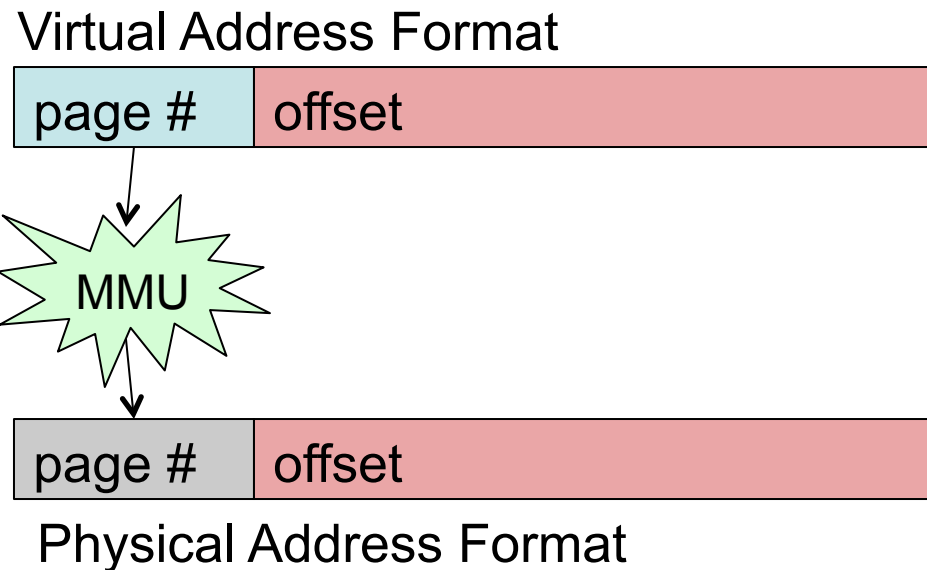 Virtual Address Format
page # offset
MMU
page # offset
Physical Address Format